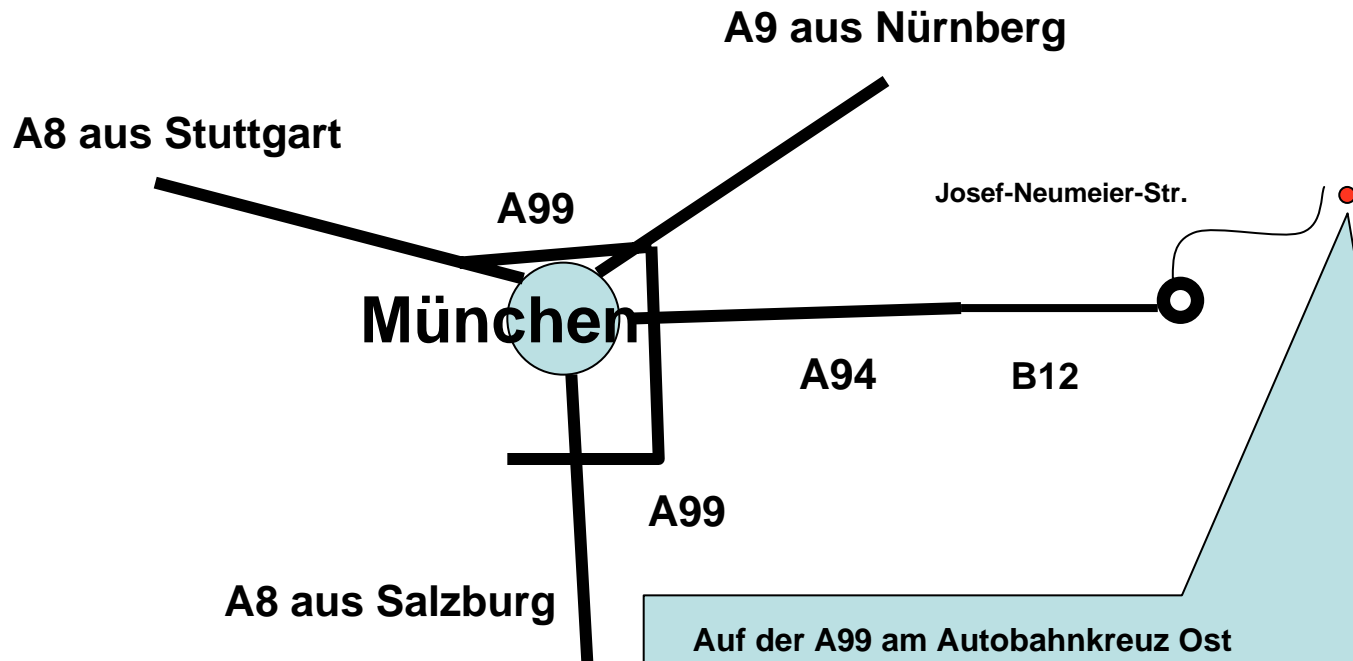 A9 aus Nürnberg
A8 aus Stuttgart
Josef-Neumeier-Str.
A99
München
A94
B12
A99
A8 aus Salzburg
Auf der A99 am Autobahnkreuz Ost